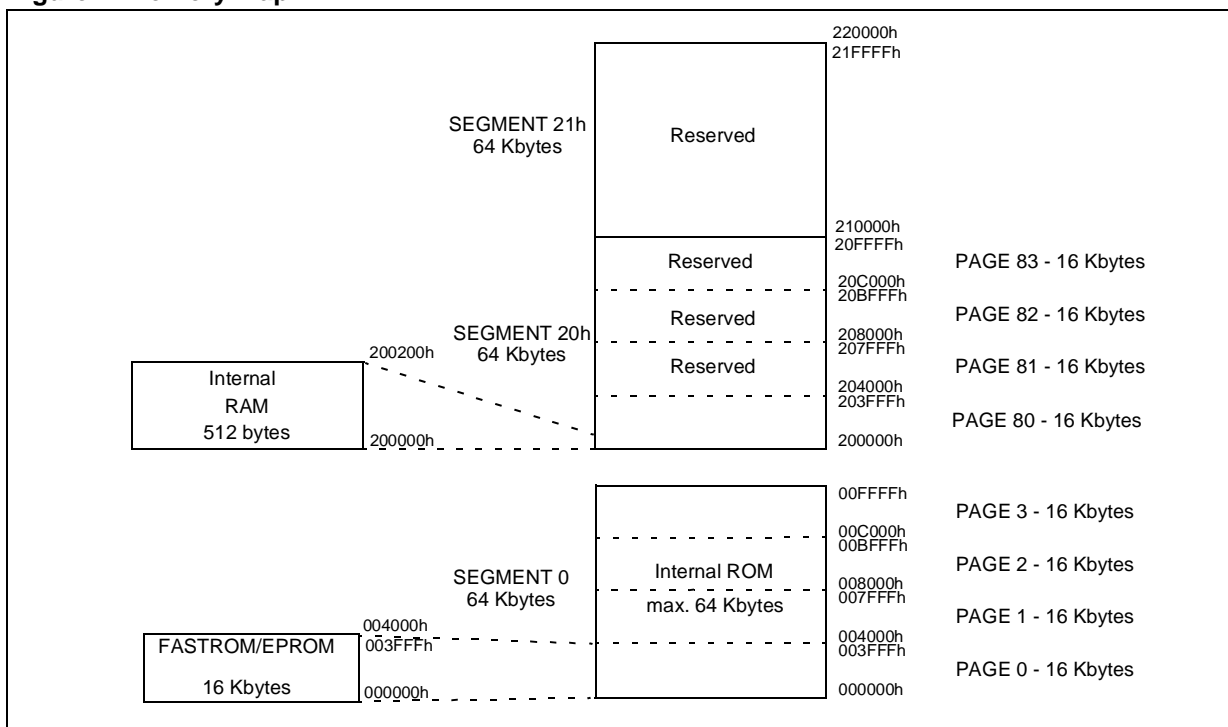 220000h
21FFFFh
SEGMENT 21h
64 Kbytes
Reserved
210000h
20FFFFh
Reserved
PAGE 83 - 16 Kbytes
20C000h
20BFFFh
Reserved
PAGE 82 - 16 Kbytes
SEGMENT 20h
64 Kbytes
208000h
207FFFh
Reserved
PAGE 81 - 16 Kbytes
204000h
203FFFh
PAGE 80 - 16 Kbytes
200000h
200200h
Internal
RAM
512 bytes
200000h
00FFFFh
PAGE 3 - 16 Kbytes
00C000h
00BFFFh
PAGE 2 - 16 Kbytes
SEGMENT 0
64 Kbytes
Internal ROM
max. 64 Kbytes
008000h
007FFFh
PAGE 1 - 16 Kbytes
004000h
003FFFh
PAGE 0 - 16 Kbytes
000000h
004000h
003FFFh
FASTROM/EPROM
16 Kbytes
000000h